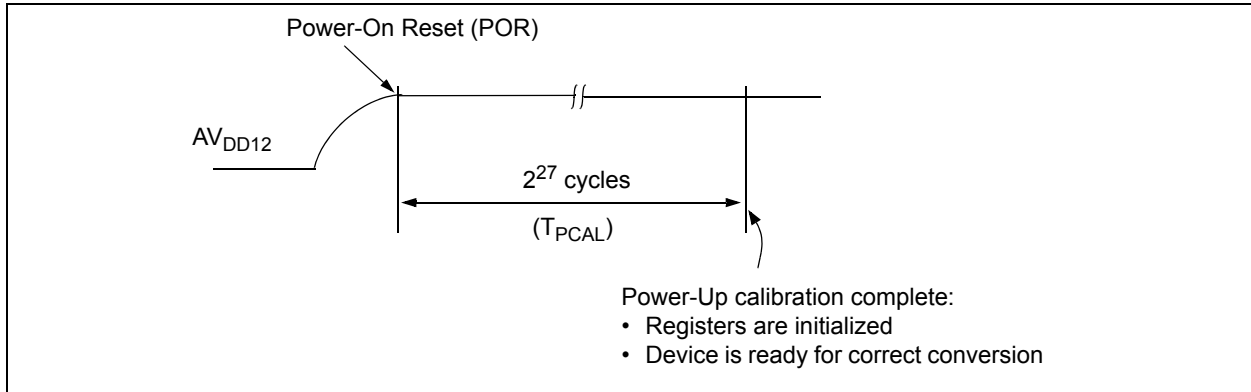 Power-On Reset (POR)
AVDD12
2^27 cycles
(TPCAL)
Power-Up calibration complete:
• Registers are initialized
• Device is ready for correct conversion